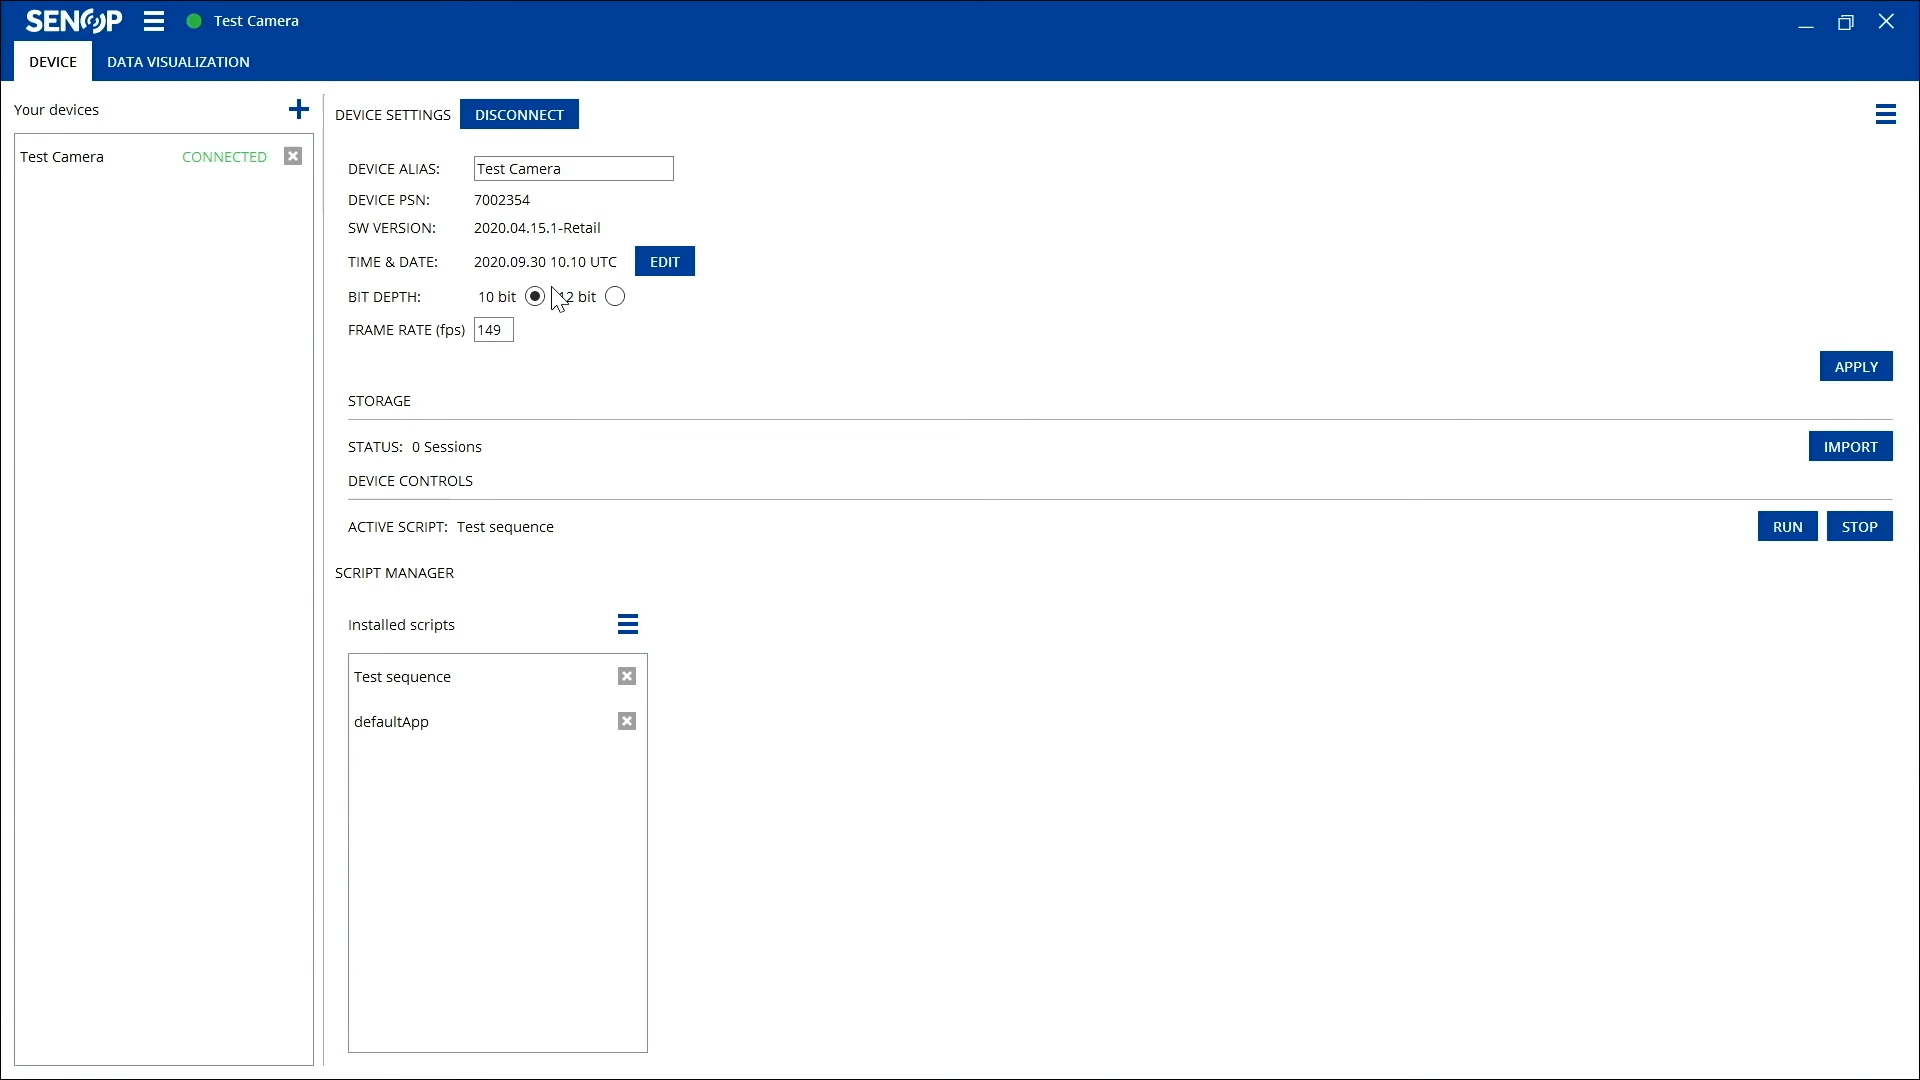 SENOP Test Camera
DEVICE DATA VISUALIZATION
Your devices
Test Camera CONNECTED
DEVICE SETTINGS DISCONNECT
DEVICE ALIAS: Test Camera
DEVICE PSN: 7002354
SW VERSION: 2020.04.15.1-Retail
TIME & DATE: 2020.09.30 10.10 UTC EDIT
BIT DEPTH: 10 bit 12 bit
FRAME RATE (fps) 149
APPLY
STORAGE
STATUS: 0 Sessions IMPORT
DEVICE CONTROLS
ACTIVE SCRIPT: Test sequence RUN STOP
SCRIPT MANAGER
Installed scripts
Test sequence
defaultApp